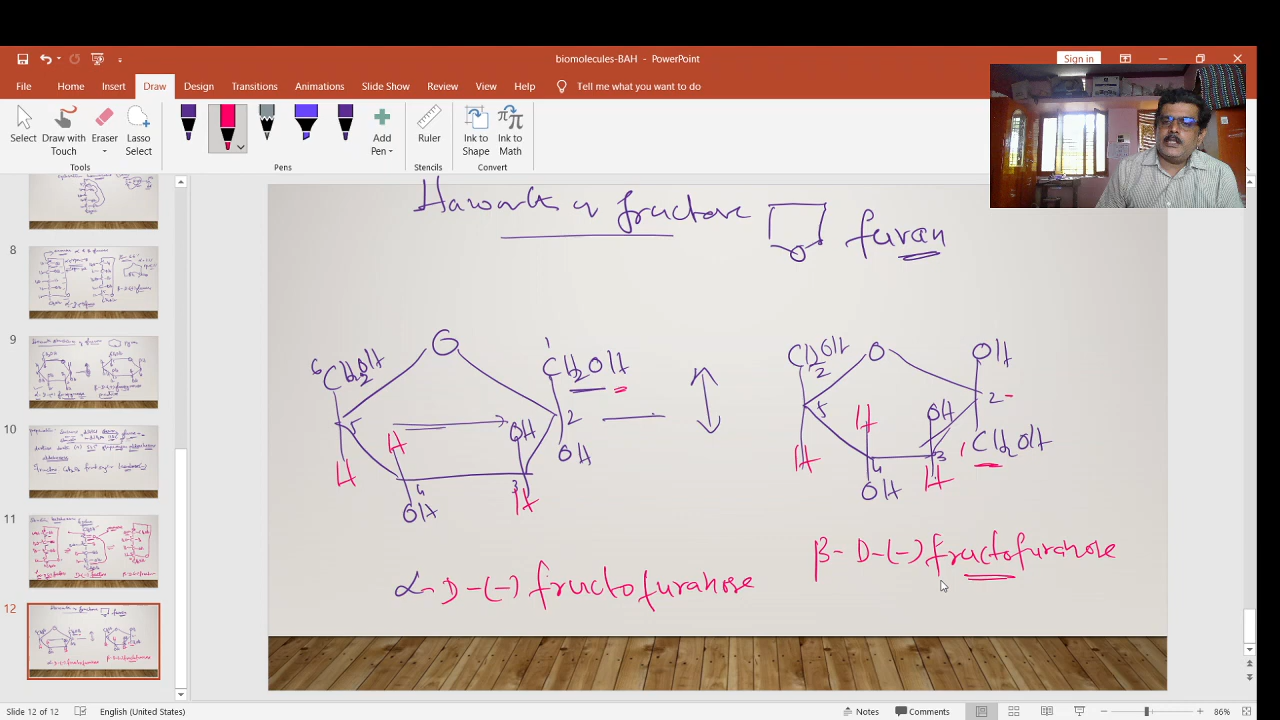 biomolecules-BAH - PowerPoint
Sign in
File Home Insert Draw Design Transitions Animations Slide Show Review View Help Tell me what you want to do
Select
Draw with Touch
Eraser
Lasso Select
Add Pen
Ruler
Ink to Shape
Ink to Math
Tools
Pens
Stencils
Convert
8
9
10
11
12
fructose
furan
O
6 CH2OH
1 CH2OH
5
2
H
H
OH
OH
4
3
OH
H
α-D-(-) fructofuranose
CH2OH
O
OH
5
2
H
OH
H
4
3
1 CH2OH
OH
H
β-D-(-) fructofuranose
Slide 12 of 12
English (United States)
Notes
Comments
86%